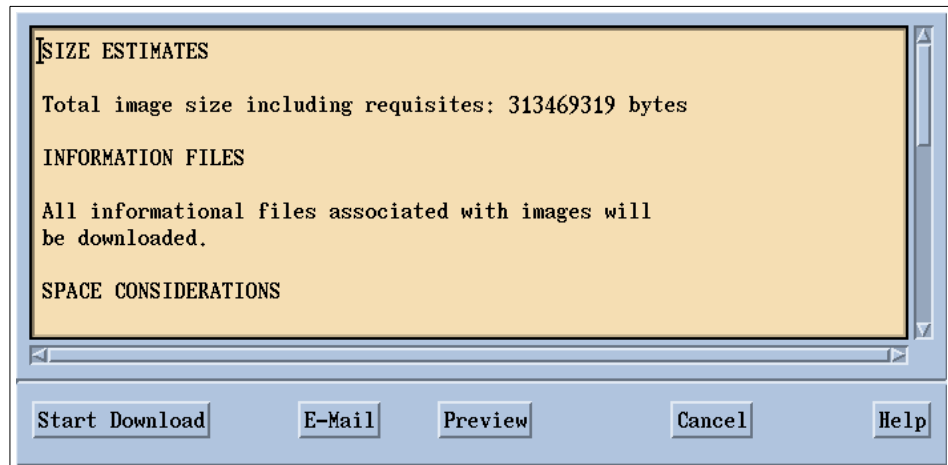 SIZE ESTIMATES
Total image size including requisites: 313469319 bytes
INFORMATION FILES
All informational files associated with images will
be downloaded.
SPACE CONSIDERATIONS
Start Download E-Mail Preview Cancel Help